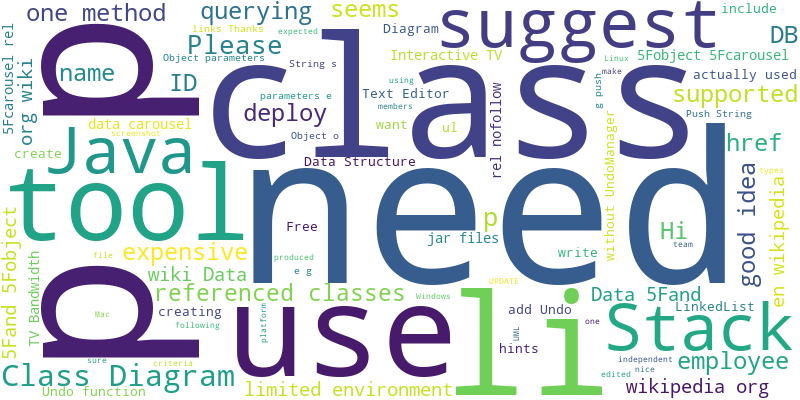 one method
querying
seems
include
links Thanks
expected
Diagram
DB
Please
suggest
Interactive TV
5Fobject 5Fcarousel
class
name
ID
Object parameters
String s
Linux
make
actually used
Text Editor
using
members
parameters e
supported
deploy
want
ul
g push
Push String
5Fcarousel rel
org wiki
a
data carousel
screenshot
Object o
create
Java
Data Structure
rel nofollow
without UndoManager
href
types
tool
need
good idea
en wikipedia
p
Hi
team
Free
jar files
write
produced
e g
expensive
file
wiki Data
UPDATE
referenced classes
Windows
Data 5Fand
LinkedList
5Fand 5Fobject
TV Bandwidth
Mac
creating
following
a
use
li
add Undo
UML
one
Stack
platform
hints
independent
nice
employee
sure
criteria
edited
Class Diagram
Undo function
limited environment
wikipedia org